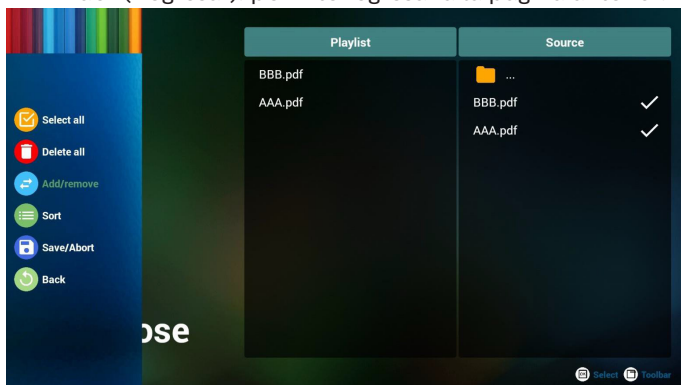 Playlist
Source
BBB.pdf
AAA.pdf
...
BBB.pdf
AAA.pdf
Select all
Delete all
Add/remove
Sort
Save/Abort
Back
ose
Select
Toolbar